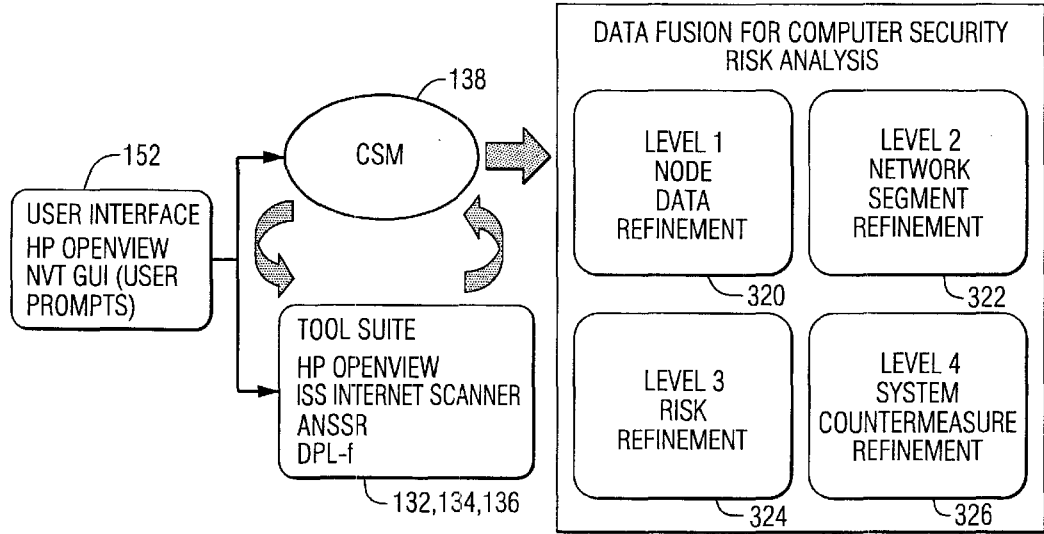 DATA FUSION FOR COMPUTER SECURITY
RISK ANALYSIS
138
CSM
152
USER INTERFACE
HP OPENVIEW
NVT GUI (USER
PROMPTS)
TOOL SUITE
HP OPENVIEW
ISS INTERNET SCANNER
ANSSR
DPL-f
132,134,136
LEVEL 1
NODE
DATA
REFINEMENT
320
LEVEL 2
NETWORK
SEGMENT
REFINEMENT
322
LEVEL 3
RISK
REFINEMENT
324
LEVEL 4
SYSTEM
COUNTERMEASURE
REFINEMENT
326